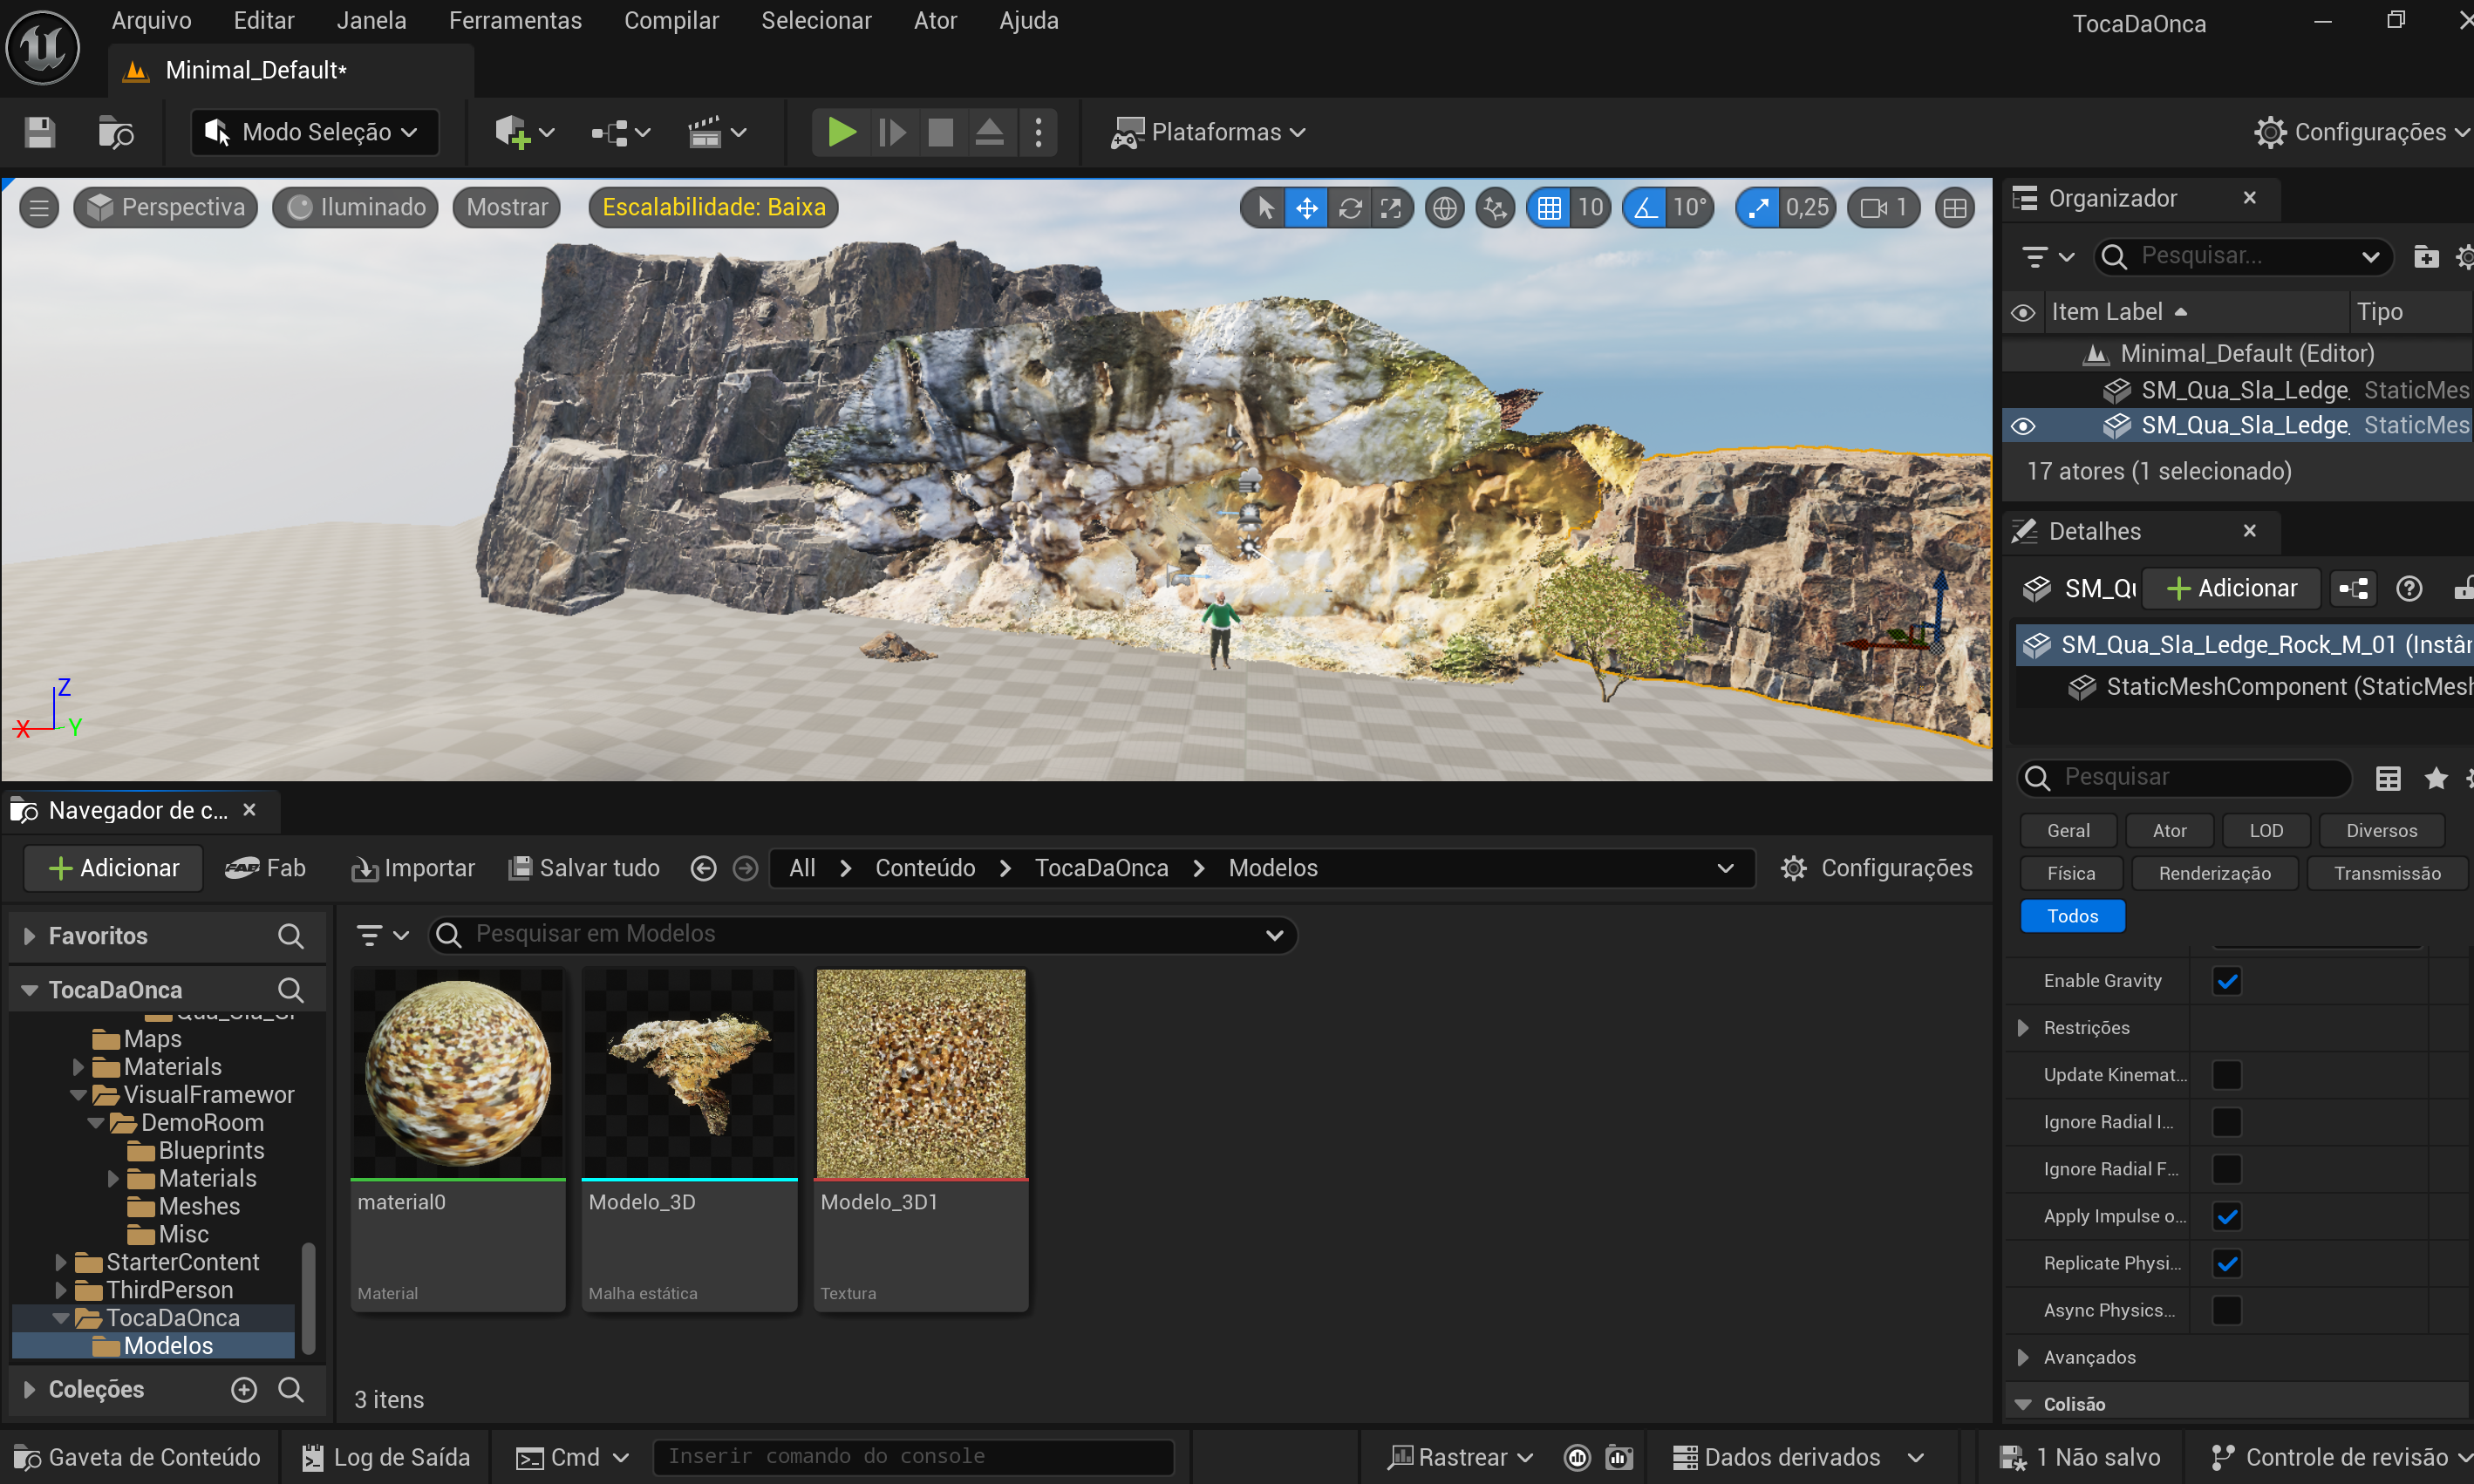 Arquivo Editar Janela Ferramentas Compilar Selecionar Ator Ajuda TocaDaOnca
Minimal_Default*
Modo Seleção Plataformas Configurações
Perspectiva Iluminado Mostrar Escalabilidade: Baixa 10 10° 0,25 1
Z
X Y
Organizador
Pesquisar...
Item Label Tipo
Minimal_Default (Editor)
SM_Qua_Sla_Ledge. StaticMes
SM_Qua_Sla_Ledge. StaticMes
17 atores (1 selecionado)
Detalhes
SM_Qu Adicionar
SM_Qua_Sla_Ledge_Rock_M_01 (Instâr
StaticMeshComponent (StaticMesh
Pesquisar
Geral Ator LOD Diversos
Física Renderização Transmissão
Todos
Enable Gravity
Restrições
Update Kinemat...
Ignore Radial I...
Ignore Radial F...
Apply Impulse o...
Replicate Physi...
Async Physics...
Avançados
Colisão
Navegador de c...
Adicionar FAB Fab Importar Salvar tudo All Conteúdo TocaDaOnca Modelos Configurações
Favoritos
TocaDaOnca
Maps
Materials
VisualFramewor
DemoRoom
Blueprints
Materials
Meshes
Misc
StarterContent
ThirdPerson
TocaDaOnca
Modelos
Coleções
Pesquisar em Modelos
material0 Modelo_3D Modelo_3D1
Material Malha estática Textura
3 itens
Gaveta de Conteúdo Log de Saída Cmd Inserir comando do console Rastrear Dados derivados 1 Não salvo Controle de revisão